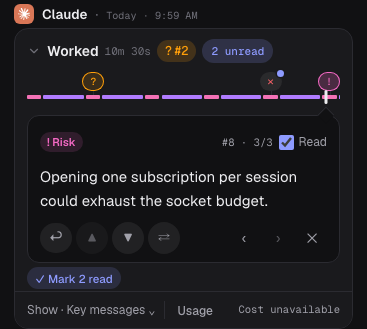 Claude · Today · 9:59 AM
Worked 10m 30s ? #2 2 unread
? × !
! Risk #8 · 3/3 Read
Opening one subscription per session
could exhaust the socket budget.
✓ Mark 2 read
Show · Key messages Usage Cost unavailable